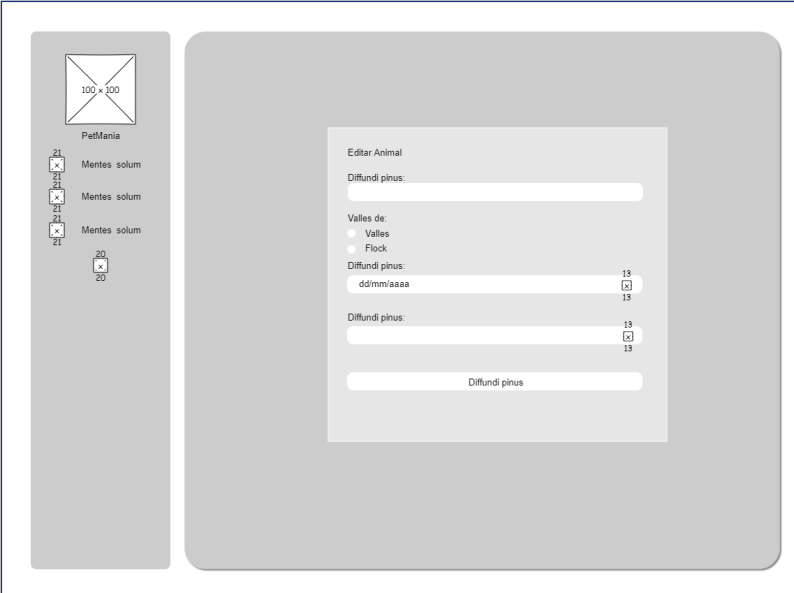 100 x 100
PetMania
21
x
Mentes solum
21
21
x
Mentes solum
21
21
x
Mentes solum
21
20
x
20
Editar Animal
Diffundi pinus:
Valles de:
Valles
Flock
Diffundi pinus:
13
dd/mm/aaaa
x
13
Diffundi pinus:
13
x
13
Diffundi pinus